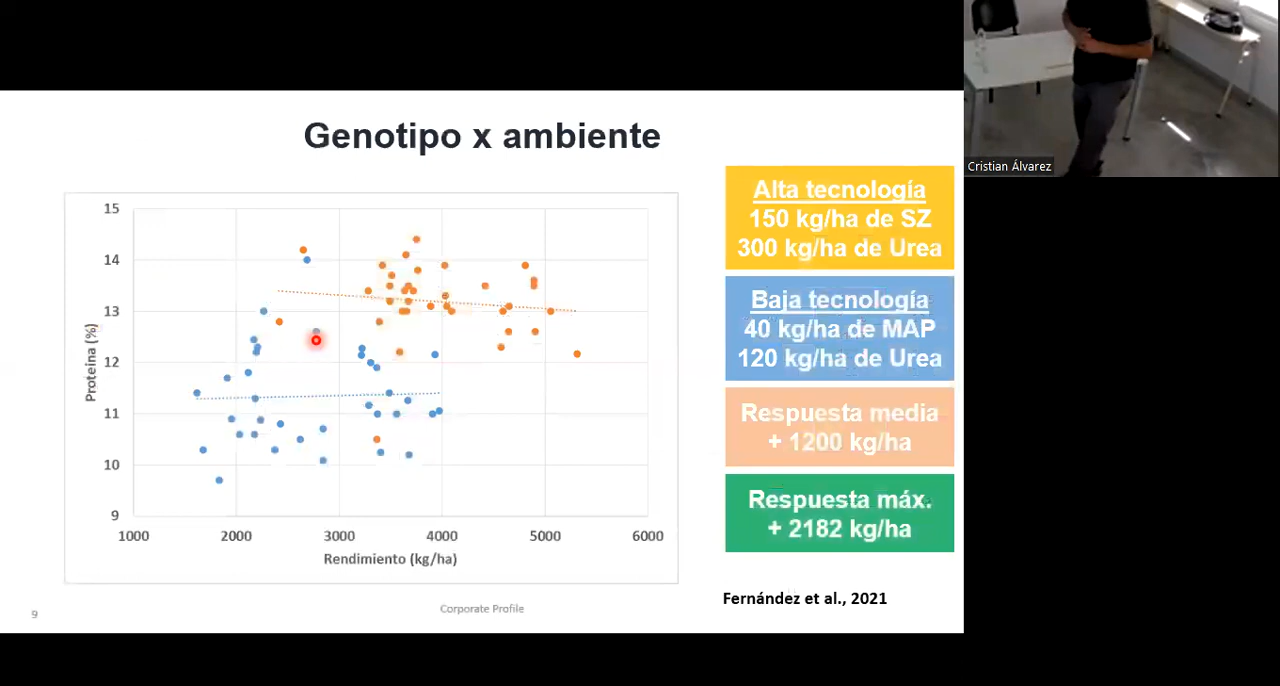 Genotipo x ambiente
Proteina (%)
15
14
13
12
11
10
9
1000 2000 3000 4000 5000 6000
Rendimiento (kg/ha)
Alta tecnología
150 kg/ha de SZ
300 kg/ha de Urea
Baja tecnología
40 kg/ha de MAP
120 kg/ha de Urea
Respuesta media
+ 1200 kg/ha
Respuesta máx.
+ 2182 kg/ha
Fernández et al., 2021
9
Corporate Profile
Cristian Álvarez